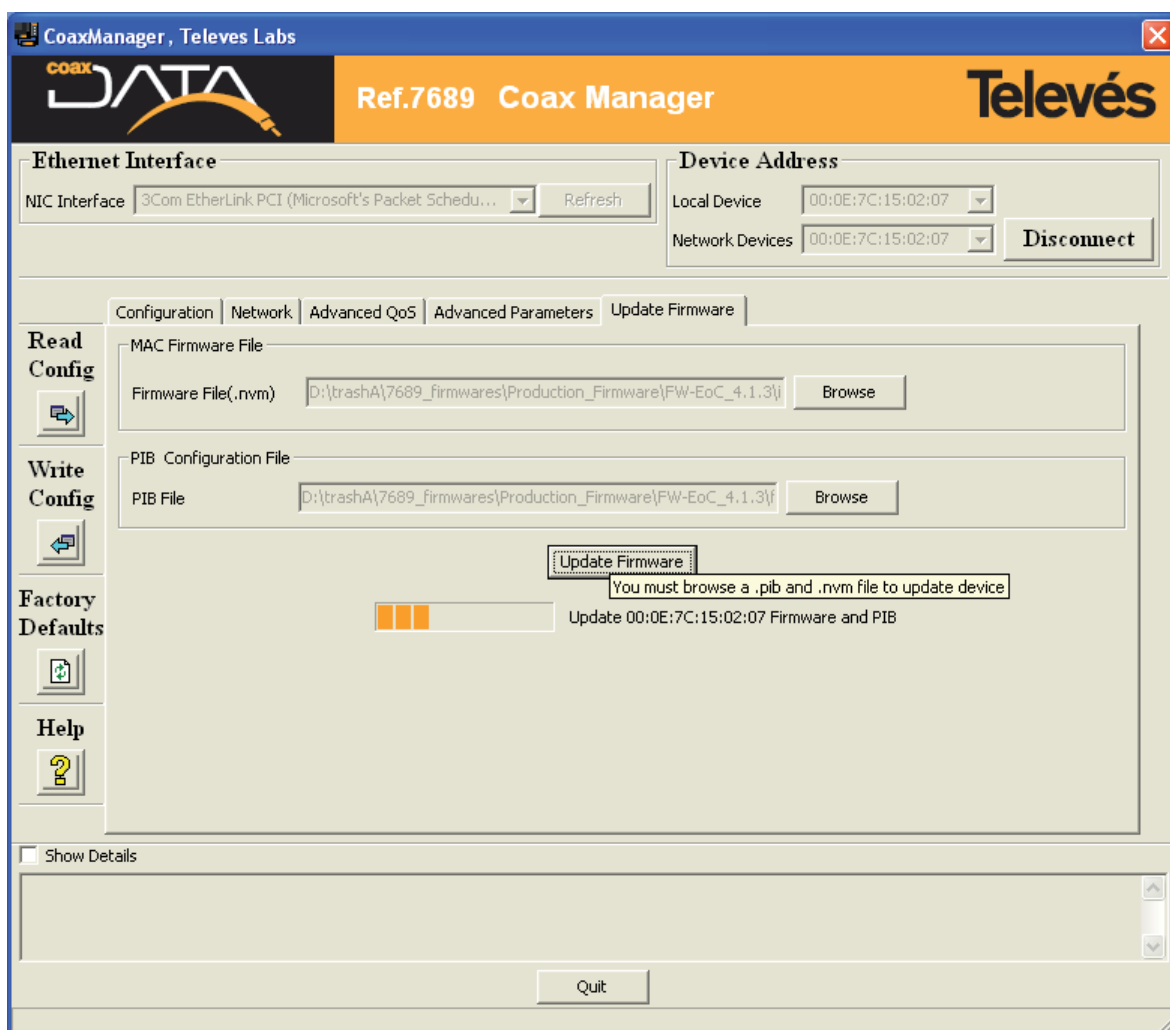 CoaxManager, Televes Labs
coax DATA
Ref.7689 Coax Manager
Televés
Ethernet Interface
NIC Interface
3Com EtherLink PCI (Microsoft's Packet Schedu...
Refresh
Device Address
Local Device
00:0E:7C:15:02:07
Network Devices
00:0E:7C:15:02:07
Disconnect
Configuration
Network
Advanced QoS
Advanced Parameters
Update Firmware
Read
Config
Write
Config
Factory
Defaults
Help
MAC Firmware File
Firmware File(.nvm)
D:\trashA\7689_firmwares\Production_Firmware\FW-EoC_4.1.3\i
Browse
PIB Configuration File
PIB File
D:\trashA\7689_firmwares\Production_Firmware\FW-EoC_4.1.3\f
Browse
Update Firmware
You must browse a .pib and .nvm file to update device
Update 00:0E:7C:15:02:07 Firmware and PIB
Show Details
Quit